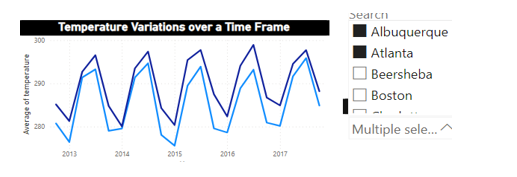 Temperature Variations over a Time Frame
Search
Average of temperature
300
290
280
2013 2014 2015 2016 2017
Albuquerque
Atlanta
Beersheba
Boston
Multiple sele...